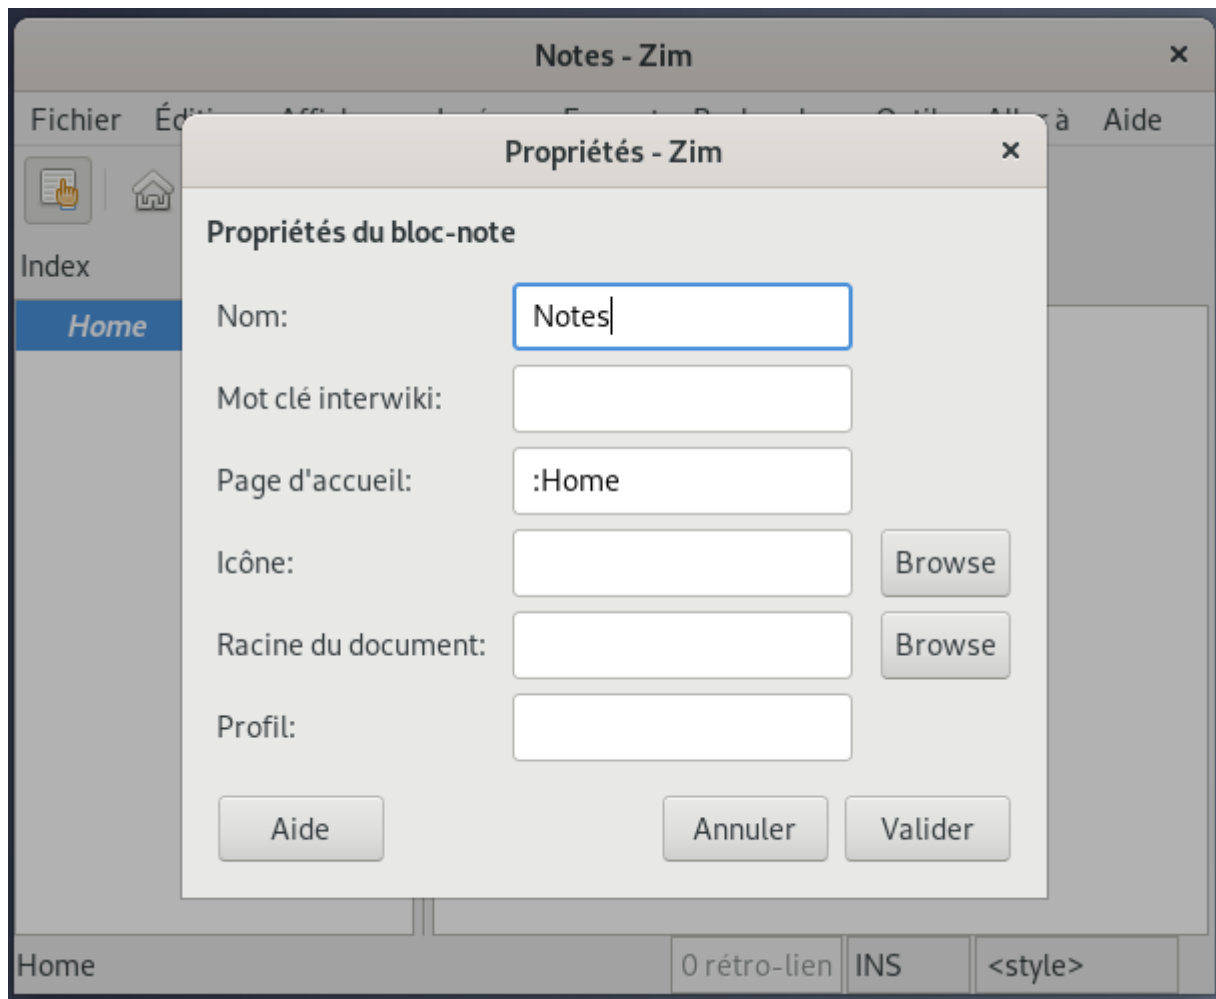 Notes - Zim
Fichier Aide
Propriétés - Zim
Propriétés du bloc-note
Index
Home
Nom: Notes
Mot clé interwiki:
Page d'accueil: :Home
Icône: Browse
Racine du document: Browse
Profil:
Aide Annuler Valider
Home 0 rétro-lien INS <style>